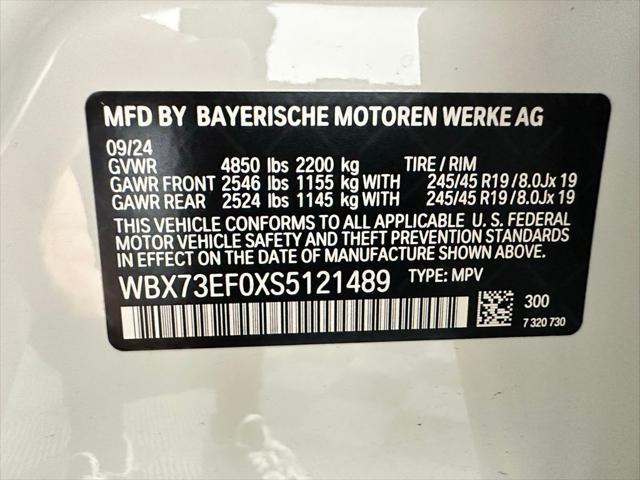 MFD BY BAYERISCHE MOTOREN WERKE AG
09/24
GVWR 4850 lbs 2200 kg TIRE / RIM
GAWR FRONT 2546 lbs 1155 kg WITH 245/45 R19 /8.0Jx 19
GAWR REAR 2524 lbs 1145 kg WITH 245/45 R19 /8.0Jx 19
THIS VEHICLE CONFORMS TO ALL APPLICABLE U. S. FEDERAL
MOTOR VEHICLE SAFETY AND THEFT PREVENTION STANDARDS
IN EFFECT ON THE DATE OF MANUFACTURE SHOWN ABOVE.
WBX73EF0XS5121489 TYPE: MPV
300
7 320 730